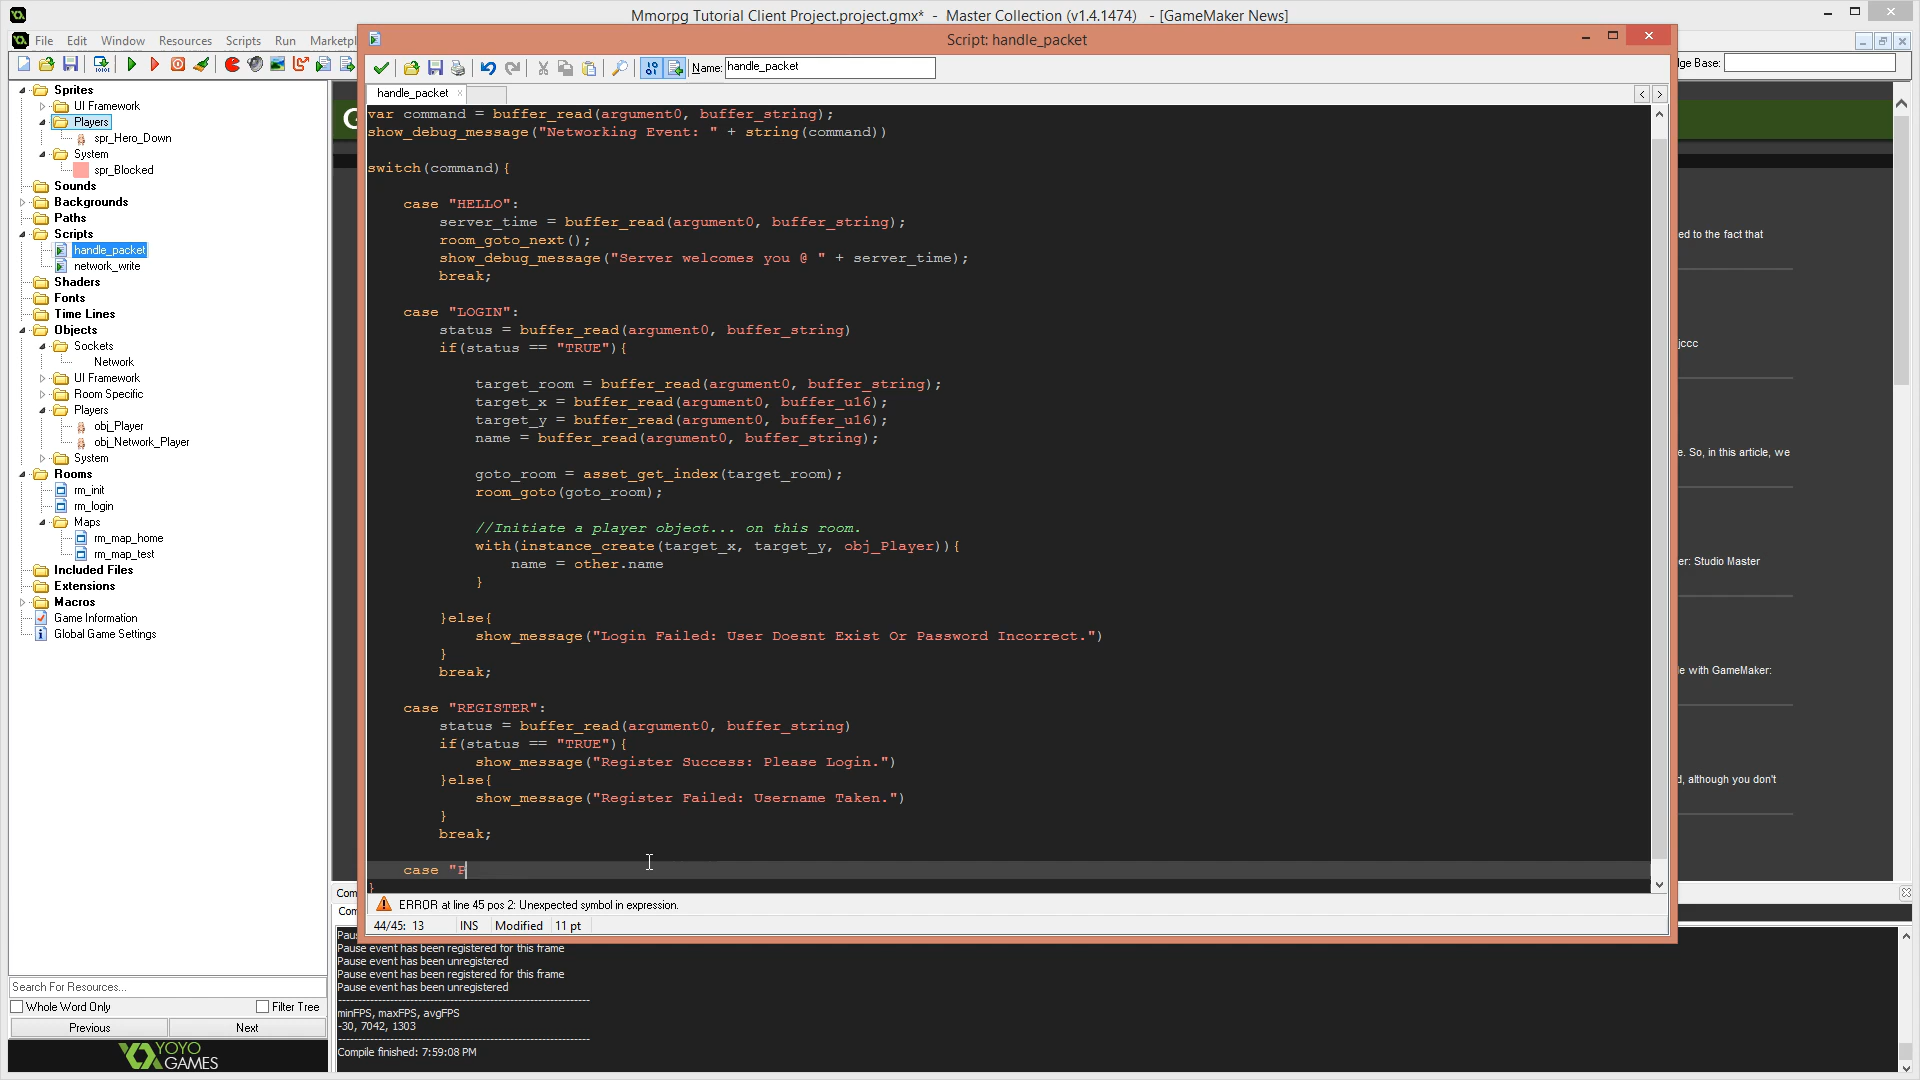 Mmorpg Tutorial Client Project.project.gmx* - Master Collection (v1.4.1474) - [GameMaker News]
File Edit Window Resources Scripts Run Marketpl
Script: handle_packet
Name: handle_packet
ge Base:
handle_packet
Sprites
UI Framework
Players
spr_Hero_Down
System
spr_Blocked
Sounds
Backgrounds
Paths
Scripts
handle_packet
network_write
Shaders
Fonts
Time Lines
Objects
Sockets
Network
UI Framework
Room Specific
Players
obj_Player
obj_Network_Player
System
Rooms
rm_init
rm_login
Maps
rm_map_home
rm_map_test
Included Files
Extensions
Macros
Game Information
Global Game Settings
Search For Resources...
Whole Word Only
Filter Tree
Previous
Next
YOYO
GAMES
var command = buffer_read(argument0, buffer_string);
show_debug_message("Networking Event: " + string(command))
switch(command){
case "HELLO":
server_time = buffer_read(argument0, buffer_string);
room_goto_next();
show_debug_message("Server welcomes you @ " + server_time);
break;
case "LOGIN":
status = buffer_read(argument0, buffer_string)
if(status == "TRUE"){
target_room = buffer_read(argument0, buffer_string);
target_x = buffer_read(argument0, buffer_u16);
target_y = buffer_read(argument0, buffer_u16);
name = buffer_read(argument0, buffer_string);
goto_room = asset_get_index(target_room);
room_goto(goto_room);
//Initiate a player object... on this room.
with(instance_create(target_x, target_y, obj_Player)){
name = other.name
}
}else{
show_message("Login Failed: User Doesnt Exist Or Password Incorrect.")
}
break;
case "REGISTER":
status = buffer_read(argument0, buffer_string)
if(status == "TRUE"){
show_message("Register Success: Please Login.")
}else{
show_message("Register Failed: Username Taken.")
}
break;
case "P
}
ERROR at line 45 pos 2: Unexpected symbol in expression.
44/45: 13 INS Modified 11 pt
ed to the fact that
jccc
e. So, in this article, we
er: Studio Master
le with GameMaker:
d, although you don't
Com
Com
Pau
Pause event has been registered for this frame
Pause event has been unregistered
Pause event has been registered for this frame
Pause event has been unregistered
minFPS, maxFPS, avgFPS
-30, 7042, 1303
Compile finished: 7:59:08 PM